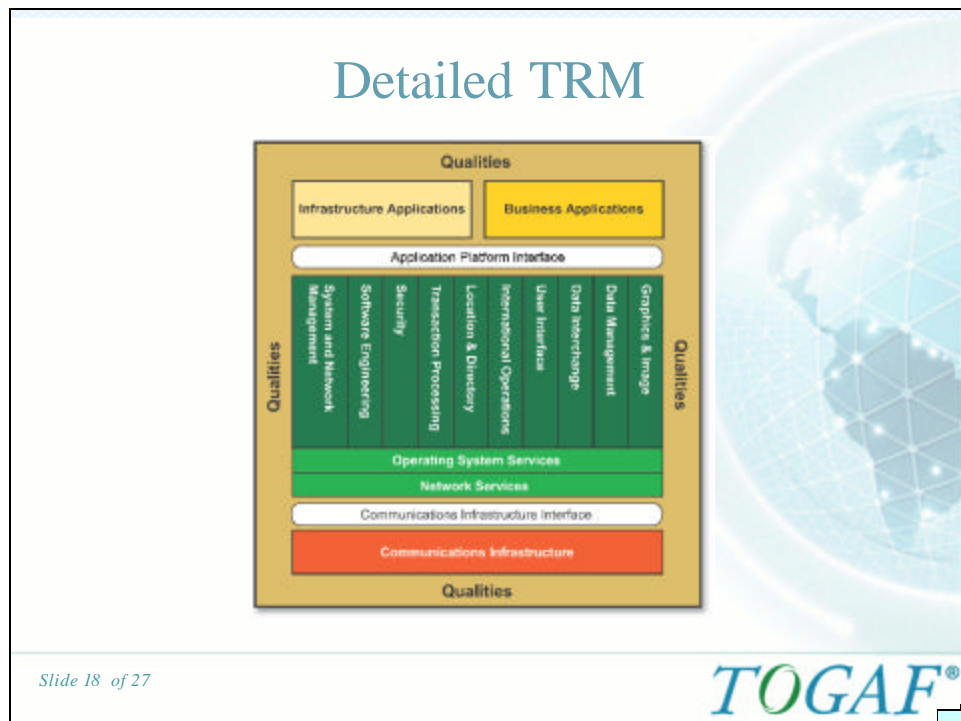 Detailed TRM
Qualities
Infrastructure Applications
Business Applications
Application Platform Interface
Qualities
System and Network
Management
Software Engineering
Security
Transaction Processing
Location & Directory
International Operations
User Interface
Data Interchange
Data Management
Graphics & Image
Qualities
Operating System Services
Network Services
Communications Infrastructure Interface
Communications Infrastructure
Qualities
Slide 18 of 27
TOGAF®